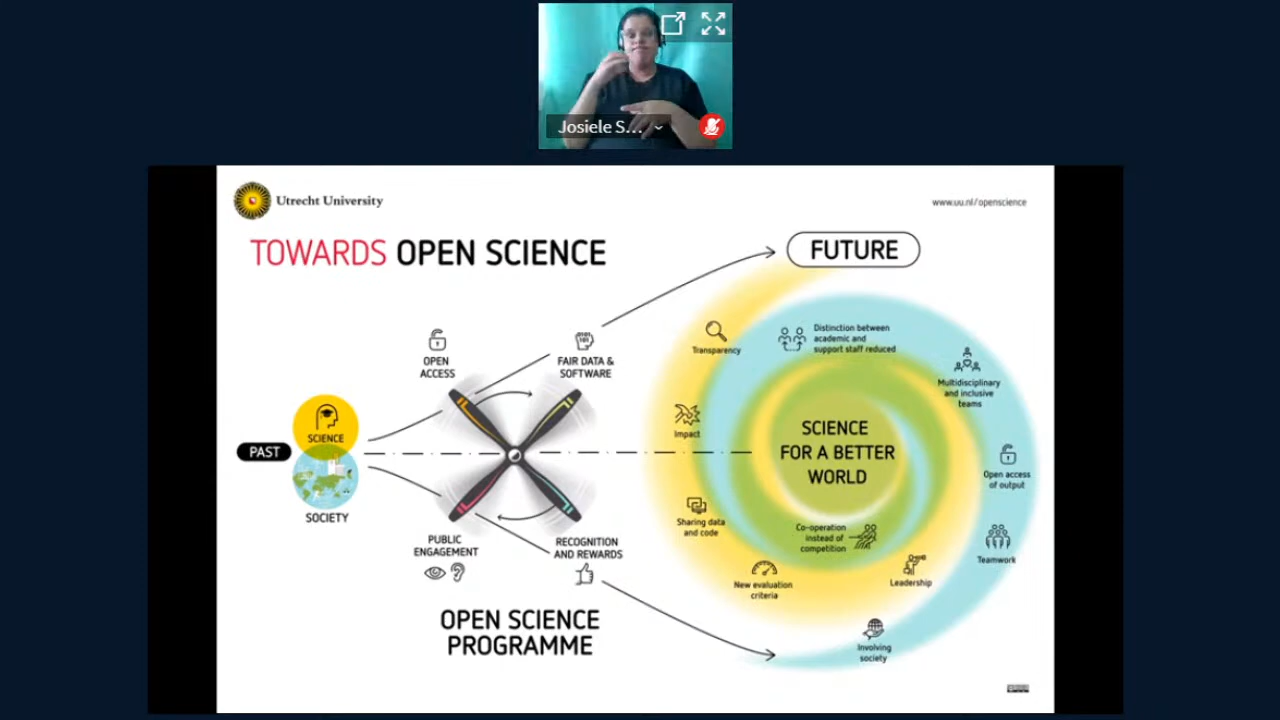 Josiele S...
Utrecht University
www.uu.nl/openscience
TOWARDS OPEN SCIENCE
FUTURE
OPEN
ACCESS
FAIR DATA &
SOFTWARE
PAST
SCIENCE
SOCIETY
PUBLIC
ENGAGEMENT
RECOGNITION
AND REWARDS
OPEN SCIENCE
PROGRAMME
Transparency
Distinction between
academic and
support staff reduced
Multidisciplinary
and inclusive
teams
Impact
SCIENCE
FOR A BETTER
WORLD
Open access
of output
Sharing data
and code
Co-operation
instead of
competition
Teamwork
New evaluation
criteria
Leadership
Involving
society